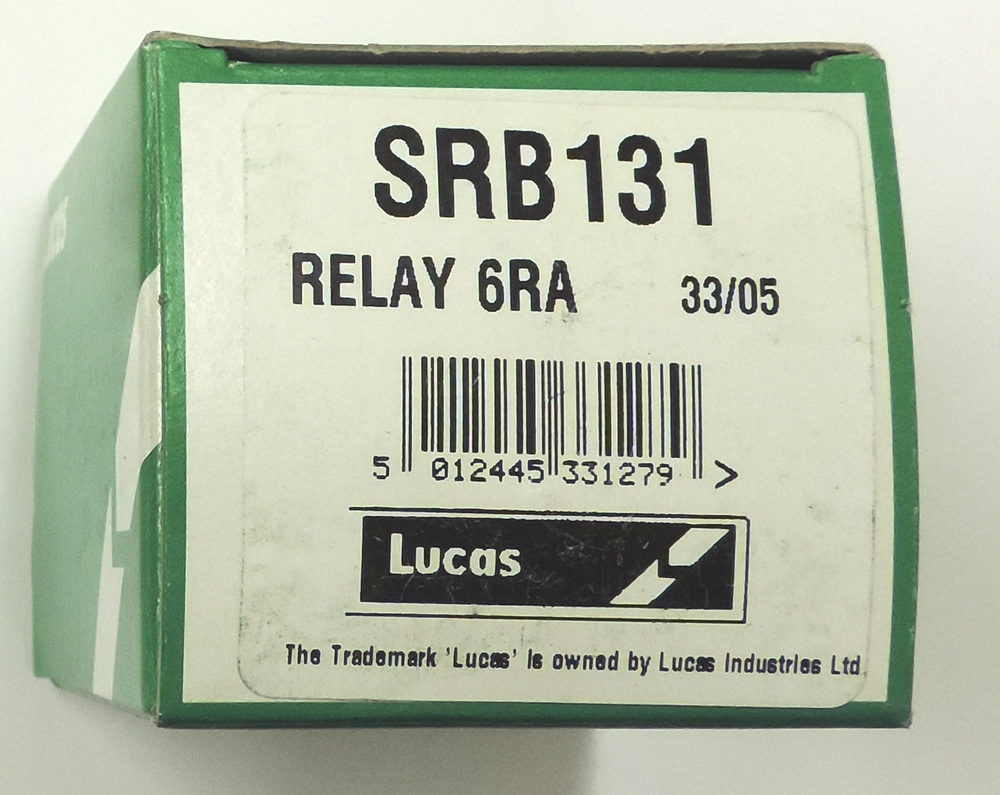 SRB131
RELAY 6RA 33/05
5 012445 331279 >
Lucas
The Trademark 'Lucas' is owned by Lucas Industries Ltd